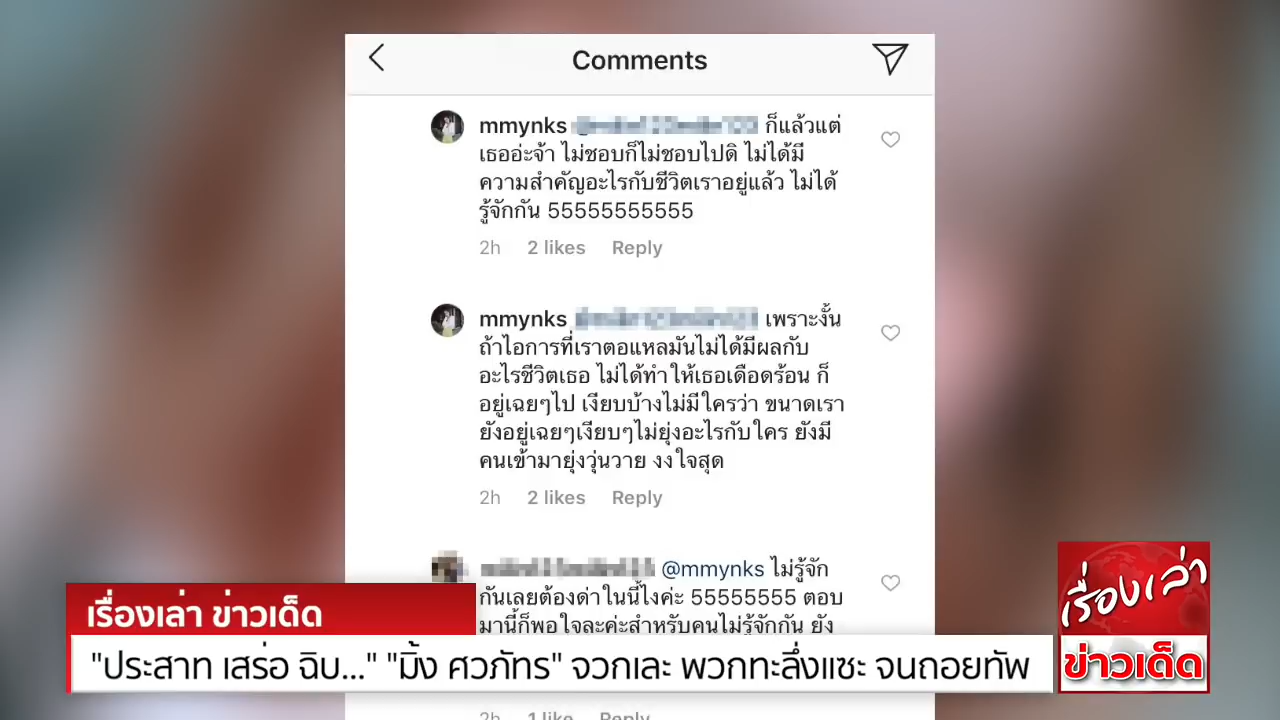 Comments
mmynks ก็แล้วแต่
เธออ่ะจ้า ไม่ชอบก็ไม่ชอบไปดิ ไม่ได้มี
ความสำคัญอะไรกับชีวิตเราอยู่แล้ว ไม่ได้
รู้จักกัน 55555555555
2h 2 likes Reply
mmynks เพราะงั้น
ถ้าไอการที่เราตอแหลมันไม่ได้มีผลกับ
อะไรชีวิตเธอ ไม่ได้ทำให้เธอเดือดร้อน ก็
อยู่เฉยๆไป เงียบบ้างไม่มีใครว่า ขนาดเรา
ยังอยู่เฉยๆเงียบๆไม่ยุ่งอะไรกับใคร ยังมี
คนเข้ามายุ่งวุ่นวาย งงใจสุด
2h 2 likes Reply
@mmynks ไม่รู้จัก
กันเลยต้องด่าในนี้ไงค่ะ 55555555 ตอบ
มานี้ก็พอใจละค่ะสำหรับคนไม่รู้จักกัน ยัง
เรื่องเล่า ข่าวเด็ด
"ประสาท เสร่อ ฉิบ..." "มิ้ง ศวภัทร" จวกเละ พวกทะลึ่งแซะ จนถอยทัพ
2h 1 like Reply
เรื่องเล่า
ข่าวเด็ด